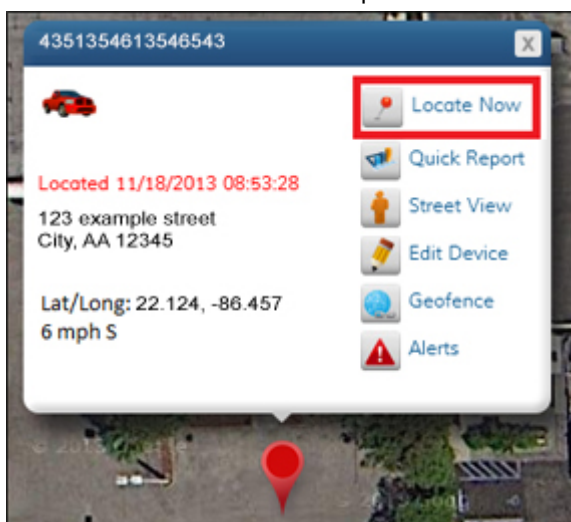 4351354613546543
X
Locate Now
Quick Report
Located 11/18/2013 08:53:28
Street View
123 example street
City, AA 12345
Edit Device
Lat/Long: 22.124, -86.457
Geofence
6 mph S
Alerts